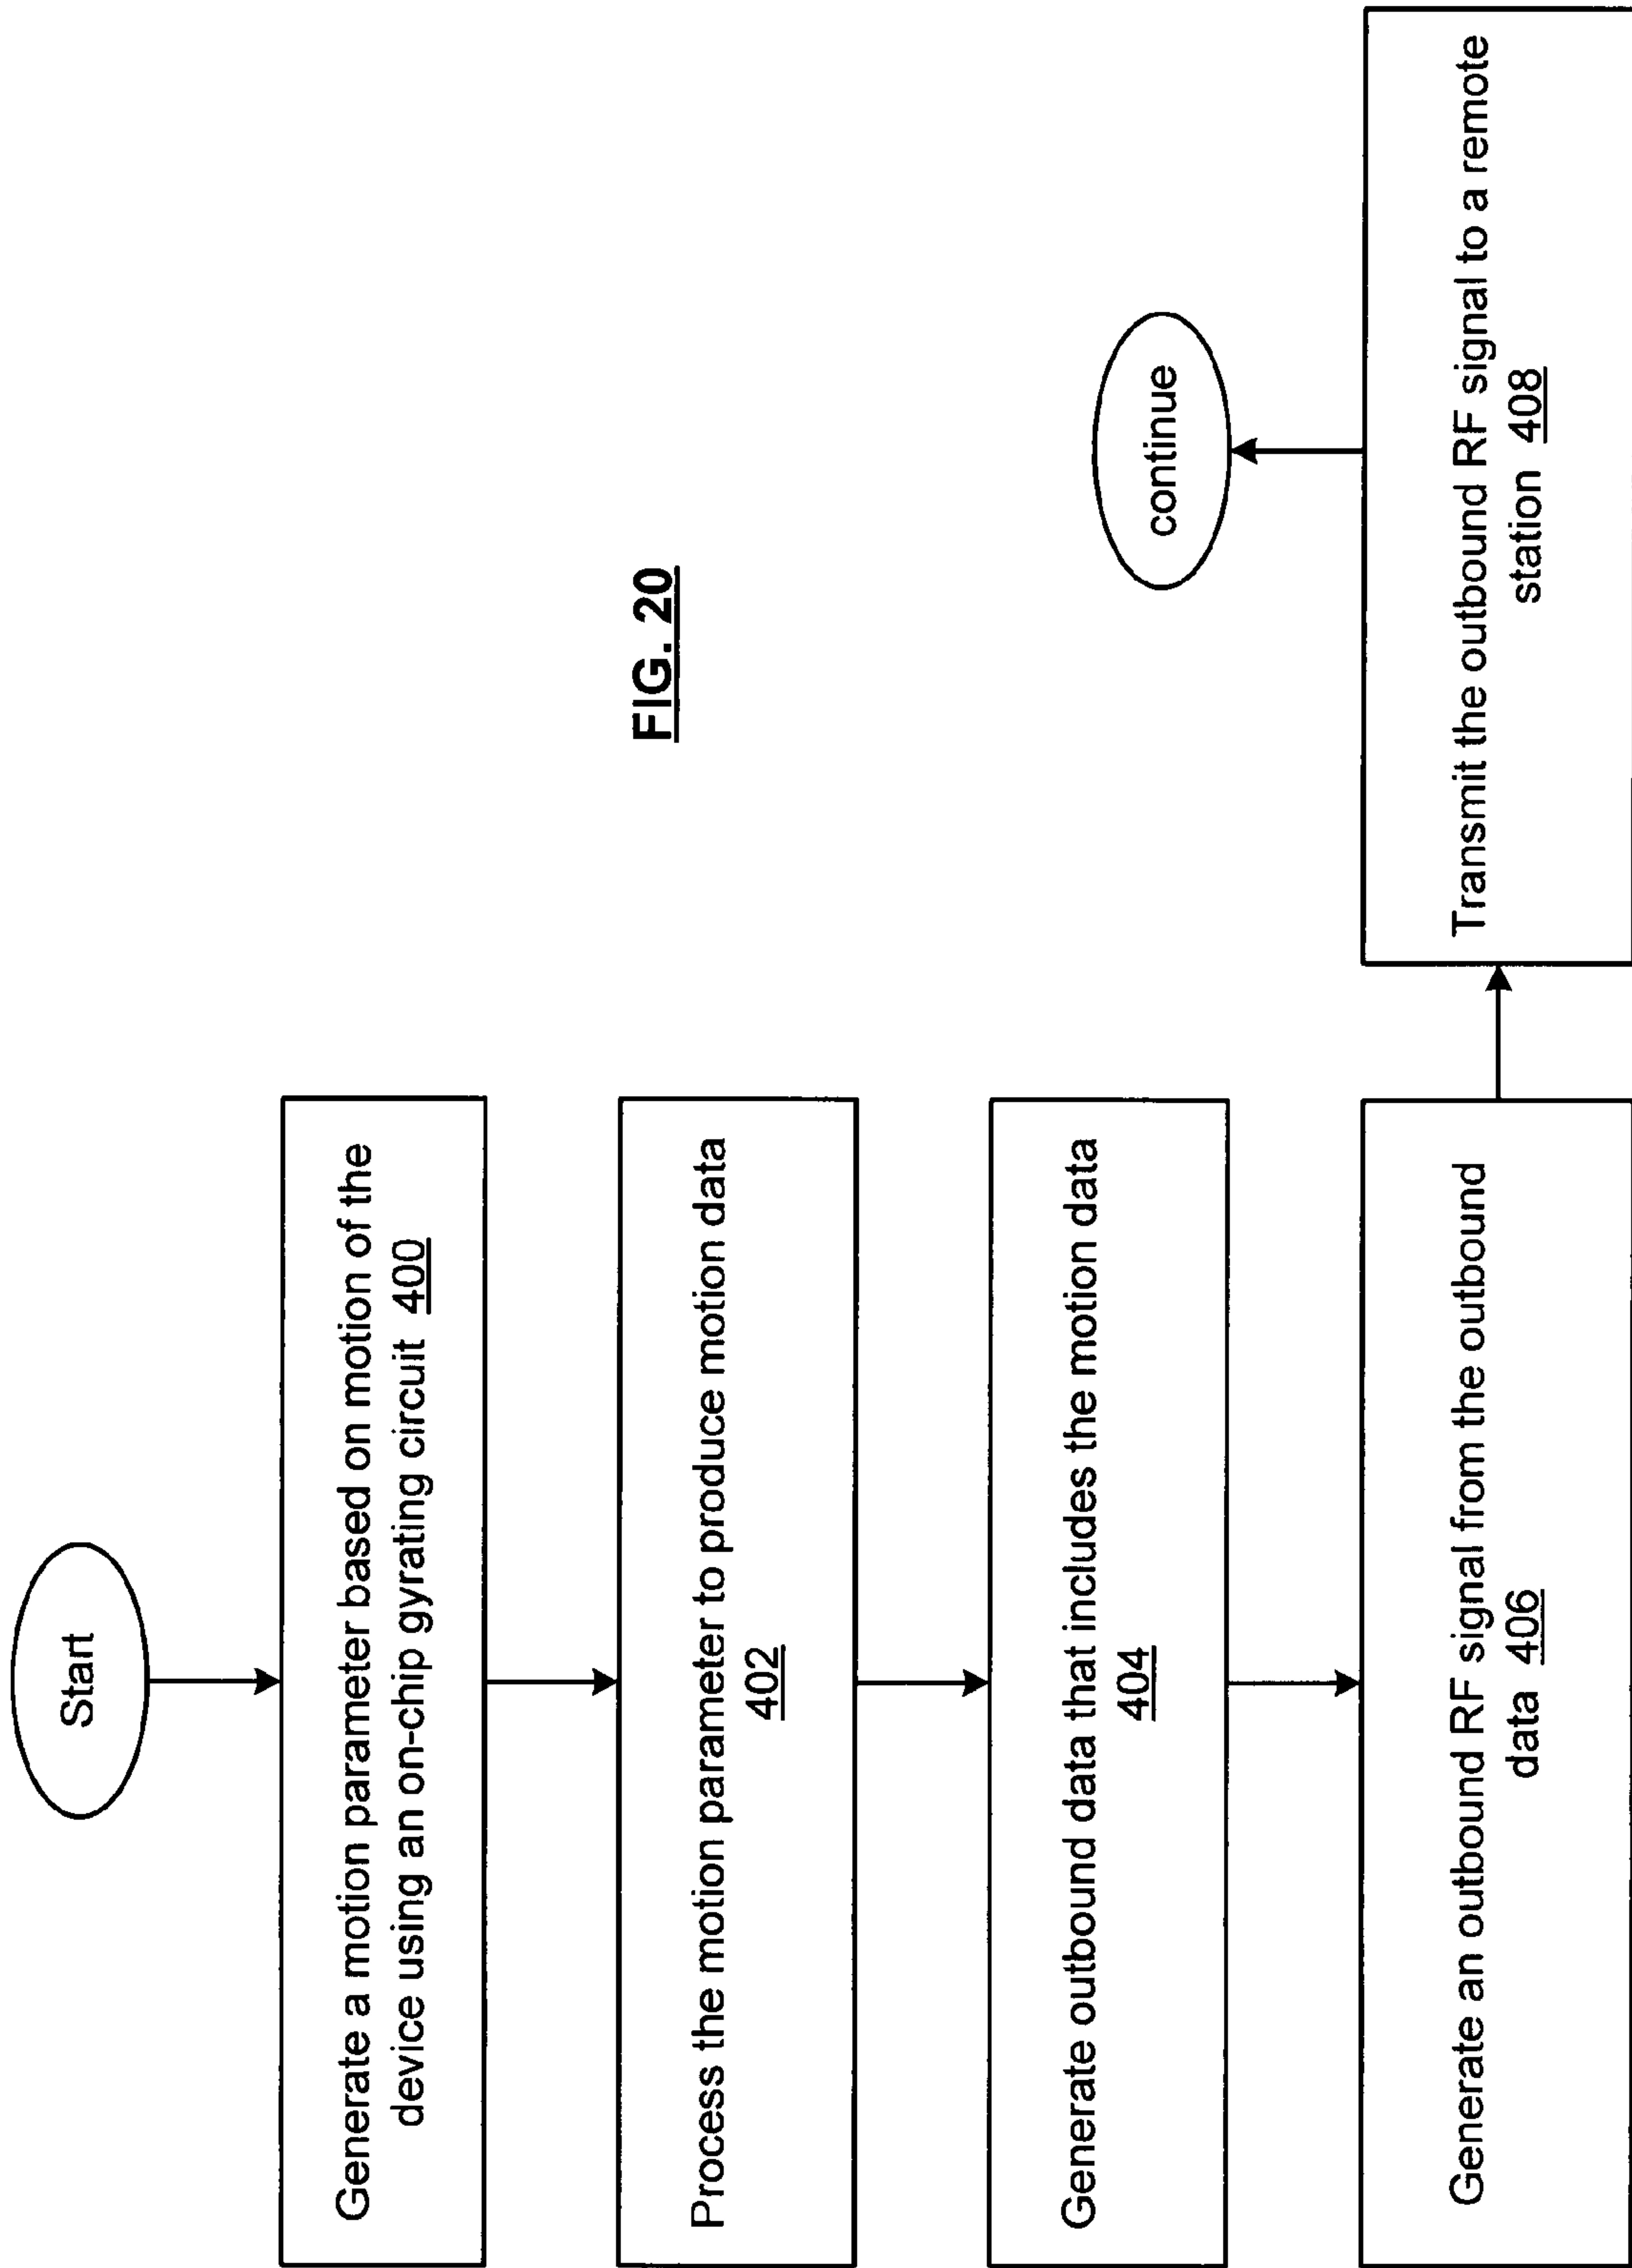 Start
Generate a motion parameter based on motion of the
device using an on-chip gyrating circuit 400
Process the motion parameter to produce motion data
402
Generate outbound data that includes the motion data
404
Generate an outbound RF signal from the outbound
data 406
Transmit the outbound RF signal to a remote
station 408
continue
FIG. 20